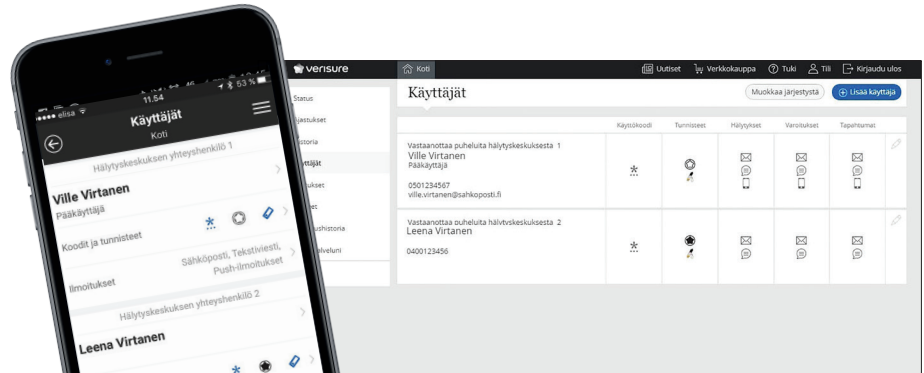 elisa
11.54
53 %
Käyttäjät
Koti
Hälytyskeskuksen yhteyshenkilö 1
Ville Virtanen
Pääkäyttäjä
Koodit ja tunnisteet
Ilmoitukset
Sähköposti, Tekstiviesti,
Push-ilmoitukset
Hälytyskeskuksen yhteyshenkilö 2
Leena Virtanen
verisure
Koti
Uutiset
Verkkokauppa
Tuki
Tili
Kirjaudu ulos
Status
Käyttäjät
Muokkaa järjestystä
Lisää käyttäjä
Käyttökoodi
Tunnisteet
Hälytykset
Varoitukset
Tapahtumat
Vastaanottaa puheluita hälytyskeskuksesta 1
Ville Virtanen
Pääkäyttäjä
0501234567
ville.virtanen@sahkoposti.fi
Vastaanottaa puheluita hälytyskeskuksesta 2
Leena Virtanen
0400123456